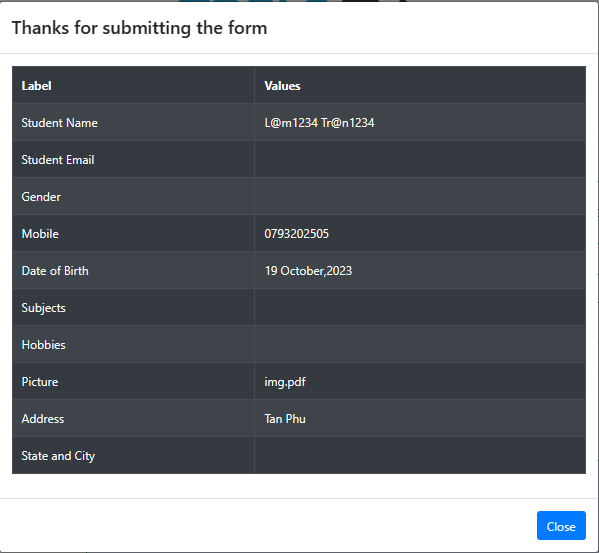 Thanks for submitting the form
Label Values
Student Name L@m1234 Tr@n1234
Student Email
Gender
Mobile 0793202505
Date of Birth 19 October,2023
Subjects
Hobbies
Picture img.pdf
Address Tan Phu
State and City
Close